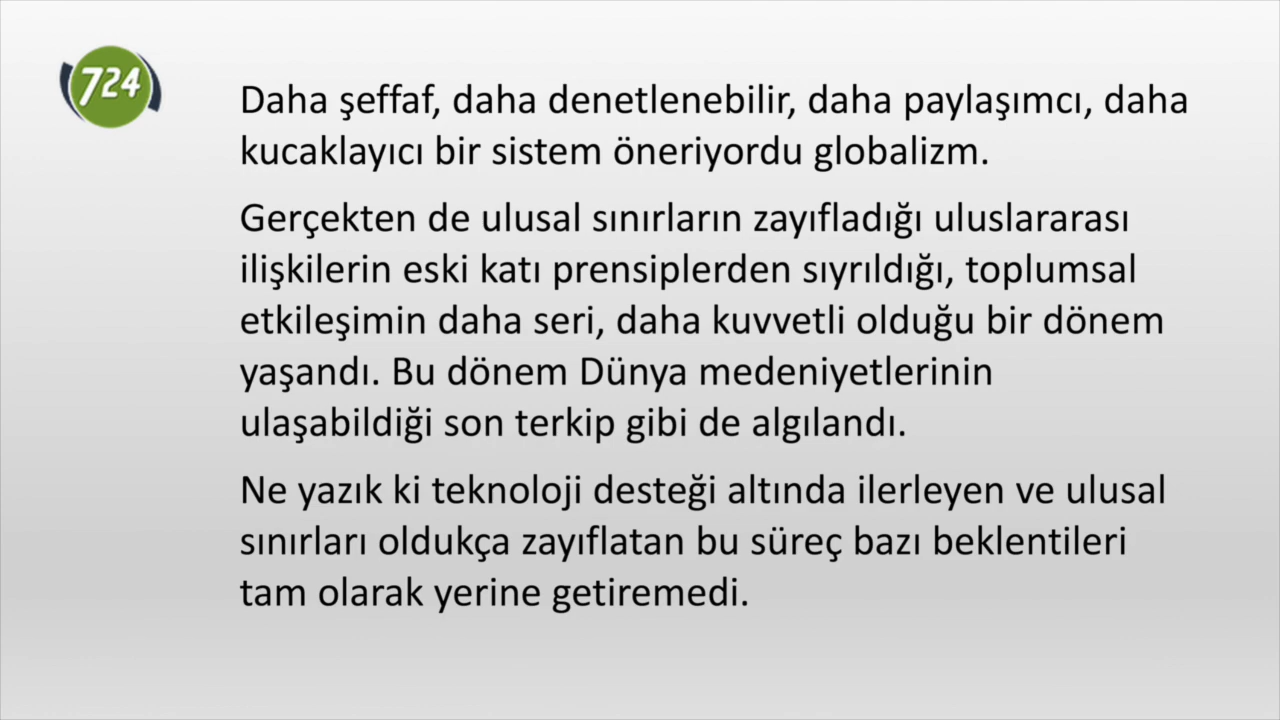 724
Daha şeffaf, daha denetlenebilir, daha paylaşımcı, daha
kucaklayıcı bir sistem öneriyordu globalizm.
Gerçekten de ulusal sınırların zayıfladığı uluslararası
ilişkilerin eski katı prensiplerden sıyrıldığı, toplumsal
etkileşimin daha seri, daha kuvvetli olduğu bir dönem
yaşandı. Bu dönem Dünya medeniyetlerinin
ulaşabildiği son terkip gibi de algılandı.
Ne yazık ki teknoloji desteği altında ilerleyen ve ulusal
sınırları oldukça zayıflatan bu süreç bazı beklentileri
tam olarak yerine getiremedi.